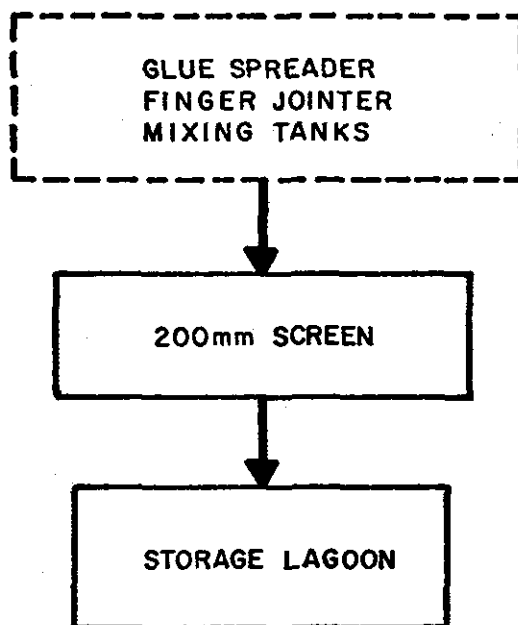 GLUE SPREADER
FINGER JOINTER
MIXING TANKS
200mm SCREEN
STORAGE LAGOON